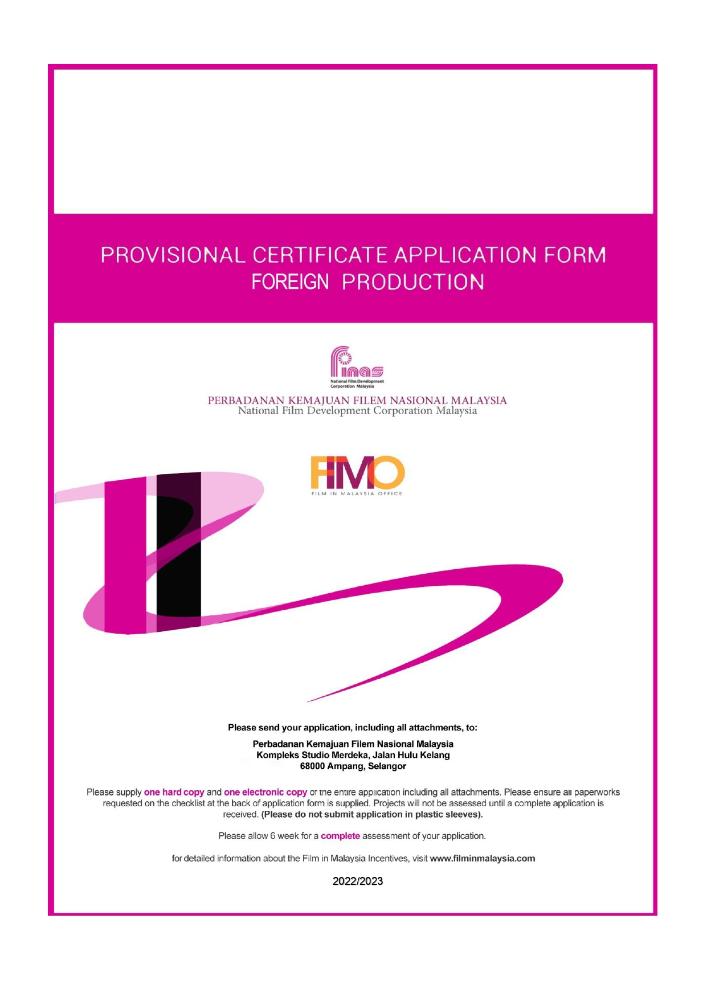 PROVISIONAL CERTIFICATE APPLICATION FORM
FOREIGN PRODUCTION
Finas
National Film Development
Corporation Malaysia
PERBADANAN KEMAJUAN FILEM NASIONAL MALAYSIA
National Film Development Corporation Malaysia
FIMO
FILM IN MALAYSIA OFFICE
Please send your application, including all attachments, to:
Perbadanan Kemajuan Filem Nasional Malaysia
Kompleks Studio Merdeka, Jalan Hulu Kelang
68000 Ampang, Selangor
Please supply one hard copy and one electronic copy of the entire application including all attachments. Please ensure all paperworks
requested on the checklist at the back of application form is supplied. Projects will not be assessed until a complete application is
received. (Please do not submit application in plastic sleeves).
Please allow 6 week for a complete assessment of your application.
for detailed information about the Film in Malaysia Incentives, visit www.filminmalaysia.com
2022/2023